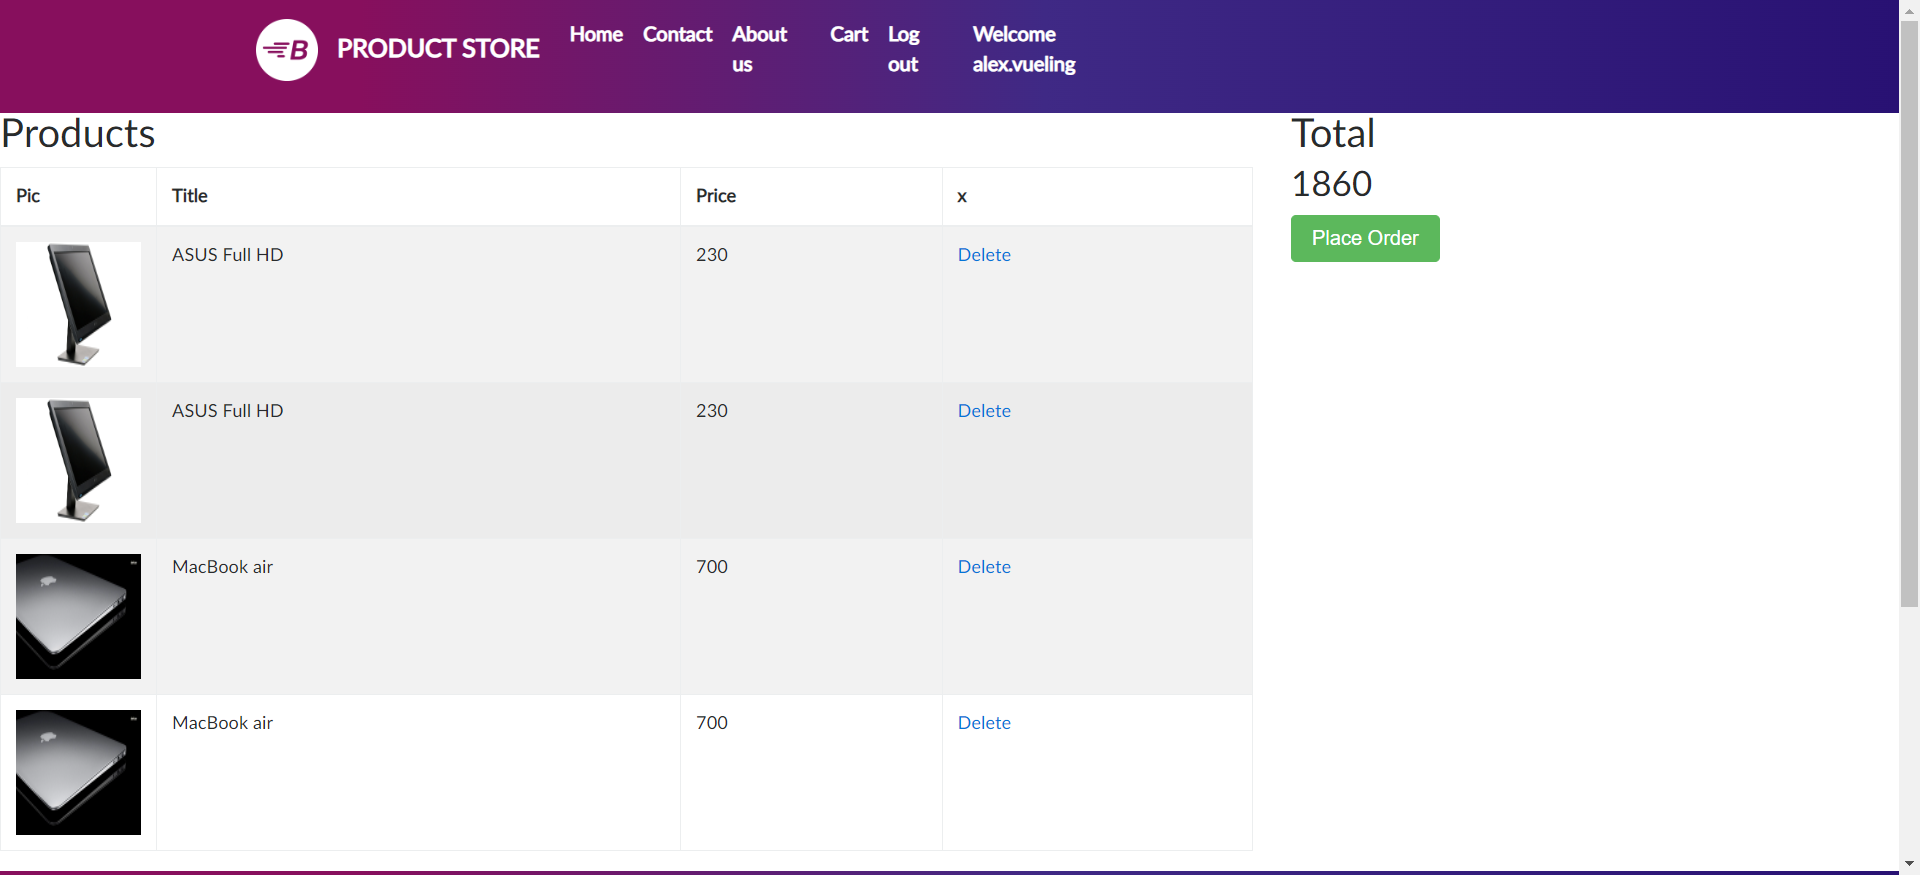 B PRODUCT STORE Home Contact About us Cart Log out Welcome alex.vueling
Products
Total
1860
Place Order
Pic Title Price x
ASUS Full HD 230 Delete
ASUS Full HD 230 Delete
MacBook air 700 Delete
MacBook air 700 Delete